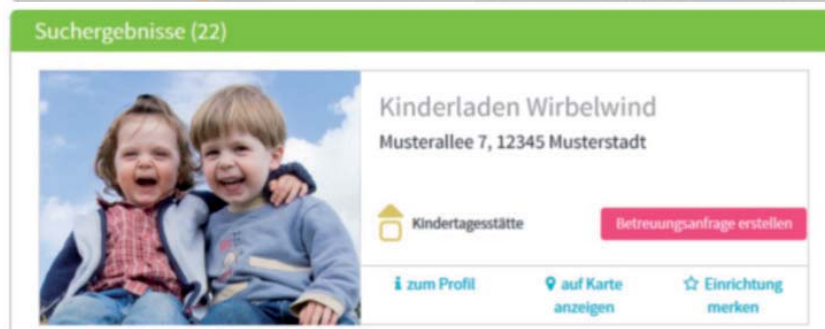 Suchergebnisse (22)
Kinderladen Wirbelwind
Musterallee 7, 12345 Musterstadt
Kindertagesstätte
Betreuungsanfrage erstellen
zum Profil
auf Karte
anzeigen
Einrichtung
merken